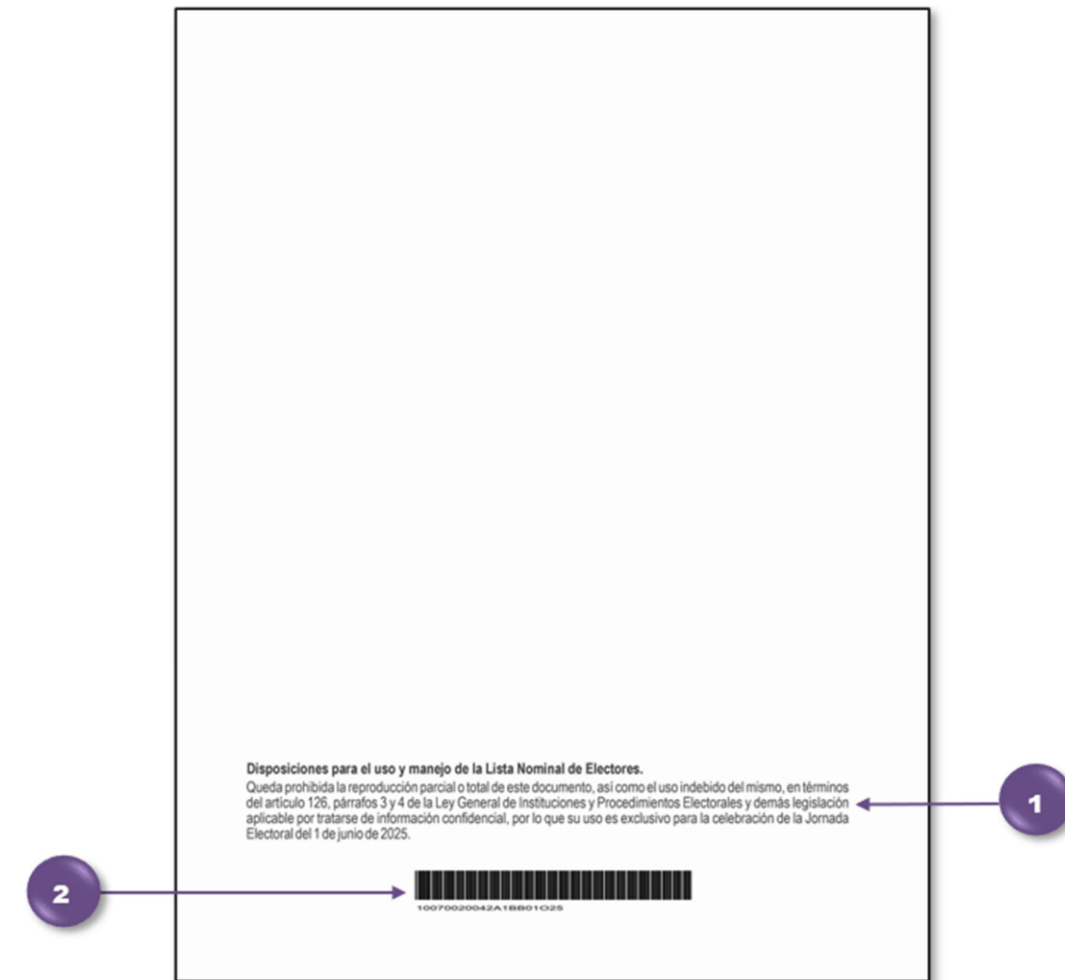 Disposiciones para el uso y manejo de la Lista Nominal de Electores.
Queda prohibida la reproducción parcial o total de este documento, así como el uso indebido del mismo, en términos
del artículo 126, párrafos 3 y 4 de la Ley General de Instituciones y Procedimientos Electorales y demás legislación
aplicable por tratarse de información confidencial, por lo que su uso es exclusivo para la celebración de la Jornada
Electoral del 1 de junio de 2025.
1
2
10070020042A1BB01O25